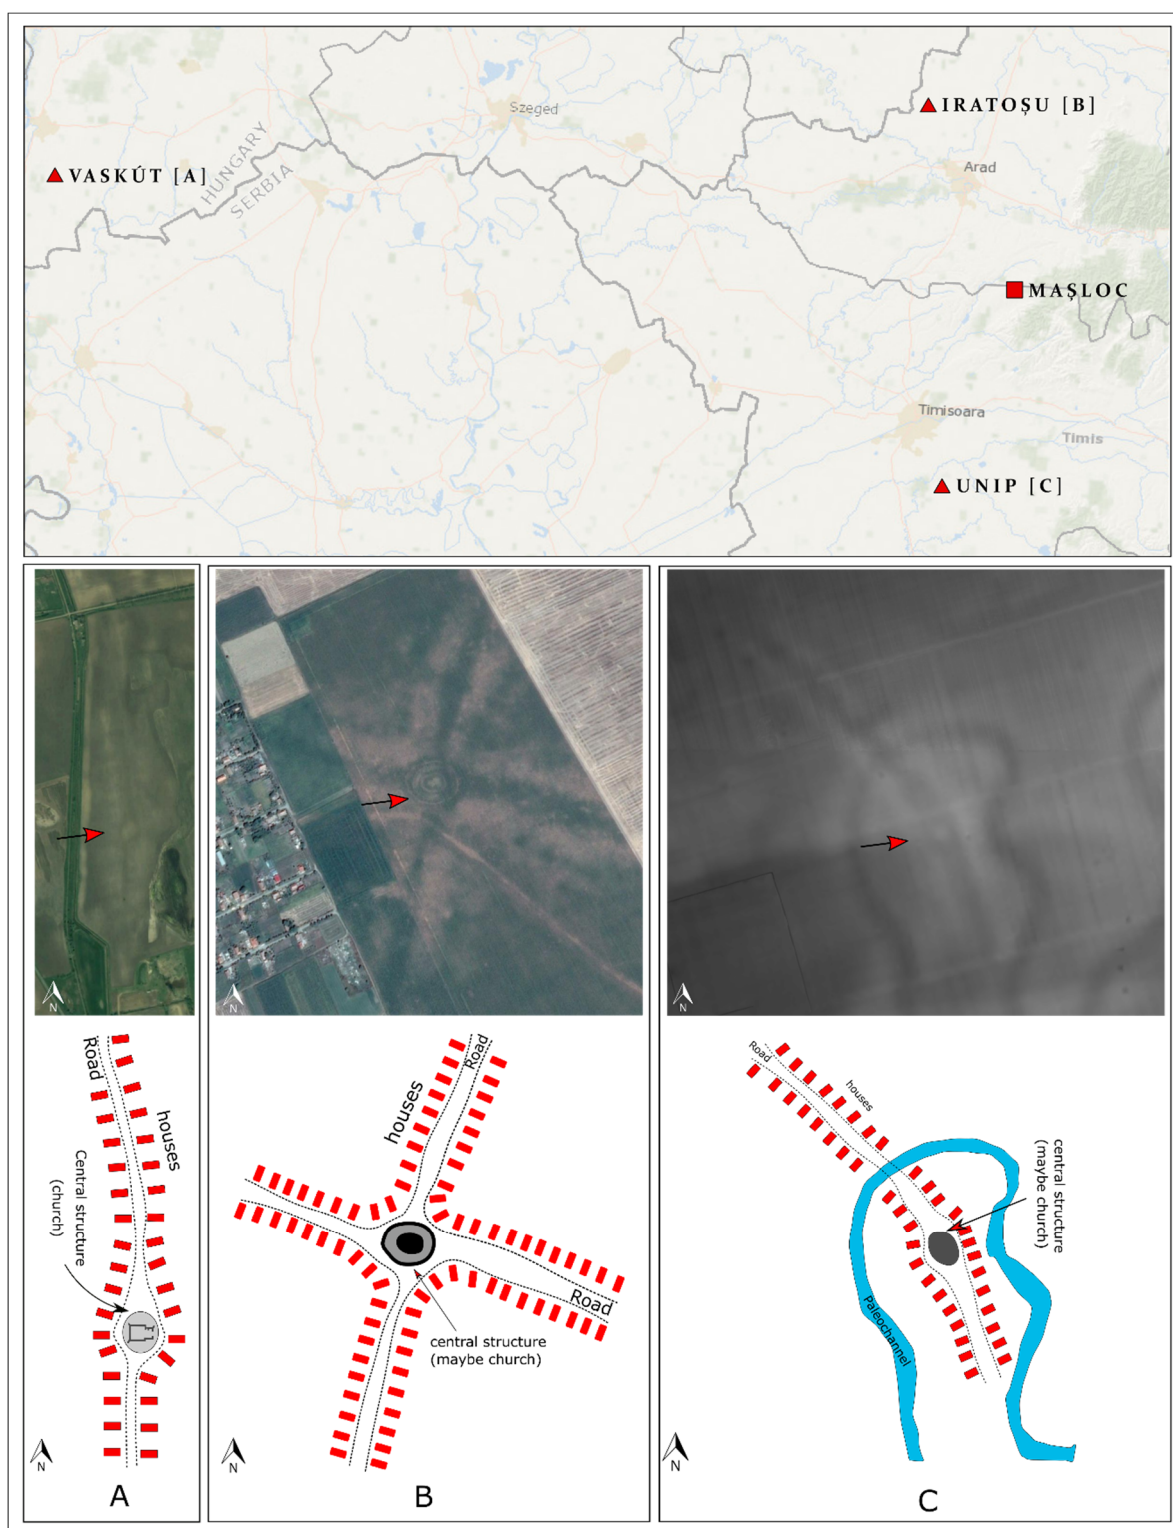 Szeged
IRATOȘU [B]
Arad
HUNGARY
SERBIA
VASKÚT [A]
MAȘLOC
Timisoara
Timis
UNIP [C]
N
N
N
Road
houses
Central structure
(church)
N
A
Road
houses
Road
central structure
(maybe church)
N
B
Road
houses
central structure
(maybe church)
Paleochannel
N
C